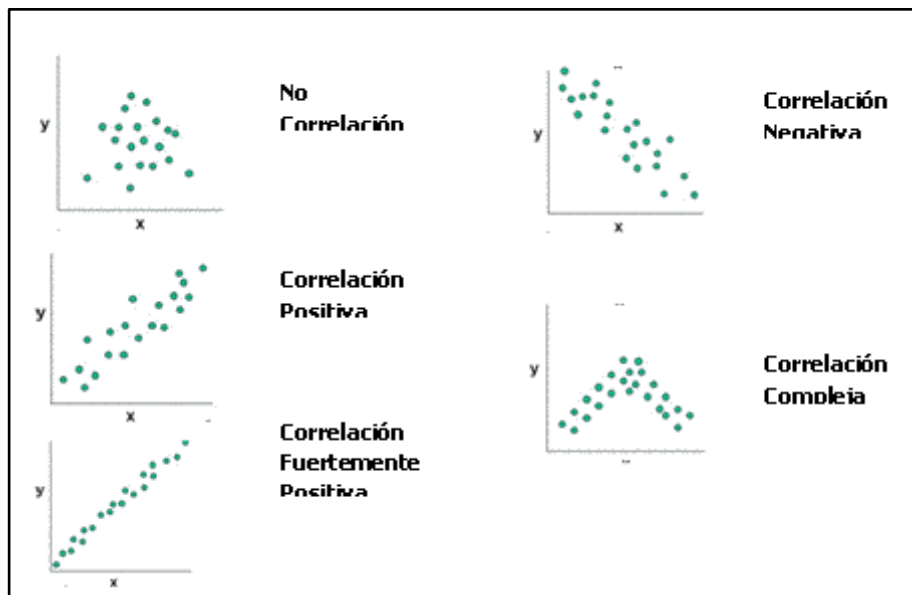 No
Correlación
y
x
Correlación
Positiva
y
x
Correlación
Fuertemente
Positiva
y
x
Correlación
Negativa
y
x
Correlación
Compleja
y